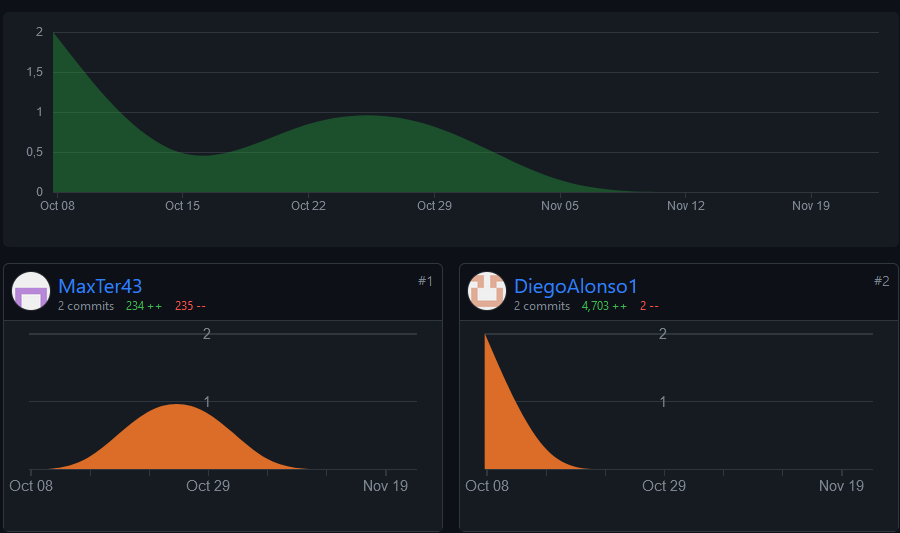 2
1,5
1
0,5
0
Oct 08 Oct 15 Oct 22 Oct 29 Nov 05 Nov 12 Nov 19
MaxTer43 #1
2 commits 234 ++ 235 --
2
1
Oct 08 Oct 29 Nov 19
DiegoAlonso1 #2
2 commits 4,703 ++ 2 --
2
1
Oct 08 Oct 29 Nov 19